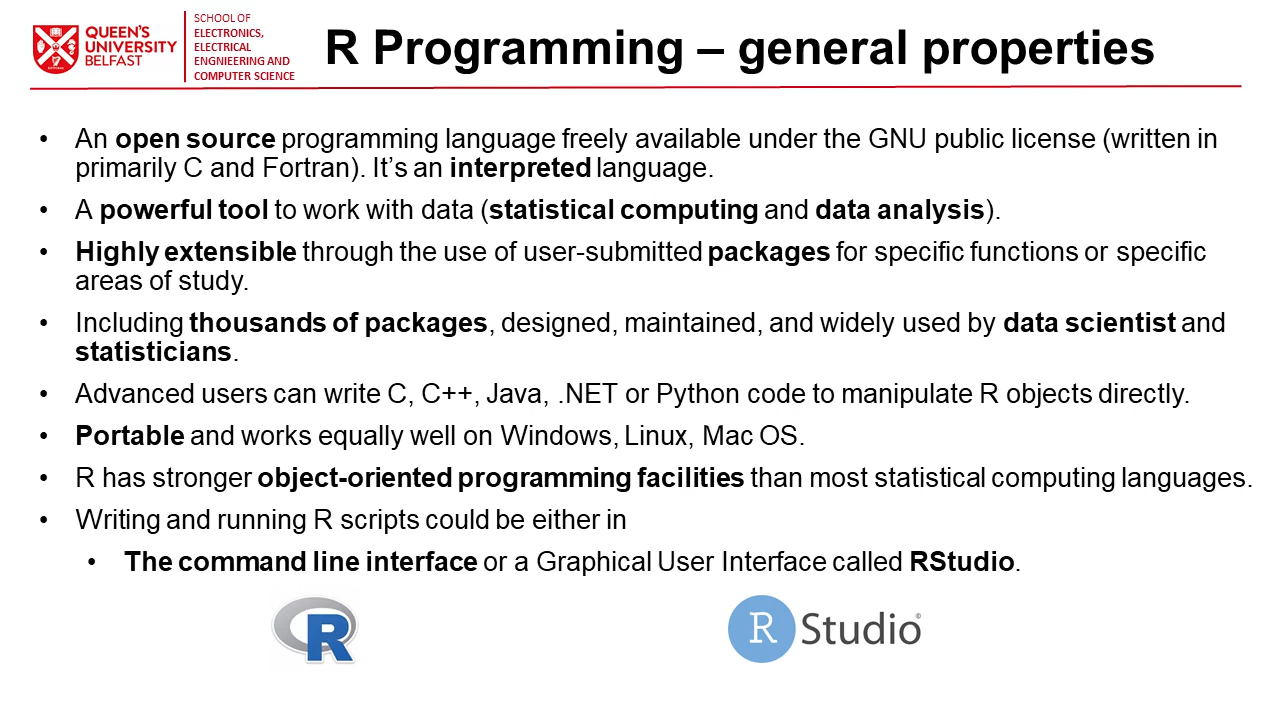 QUEEN'S
UNIVERSITY
BELFAST
SCHOOL OF
ELECTRONICS,
ELECTRICAL
ENGNIEERING AND
COMPUTER SCIENCE
R Programming – general properties
• An open source programming language freely available under the GNU public license (written in
primarily C and Fortran). It's an interpreted language.
• A powerful tool to work with data (statistical computing and data analysis).
• Highly extensible through the use of user-submitted packages for specific functions or specific
areas of study.
• Including thousands of packages, designed, maintained, and widely used by data scientist and
statisticians.
• Advanced users can write C, C++, Java, .NET or Python code to manipulate R objects directly.
• Portable and works equally well on Windows, Linux, Mac OS.
• R has stronger object-oriented programming facilities than most statistical computing languages.
• Writing and running R scripts could be either in
• The command line interface or a Graphical User Interface called RStudio.
R
R Studio®